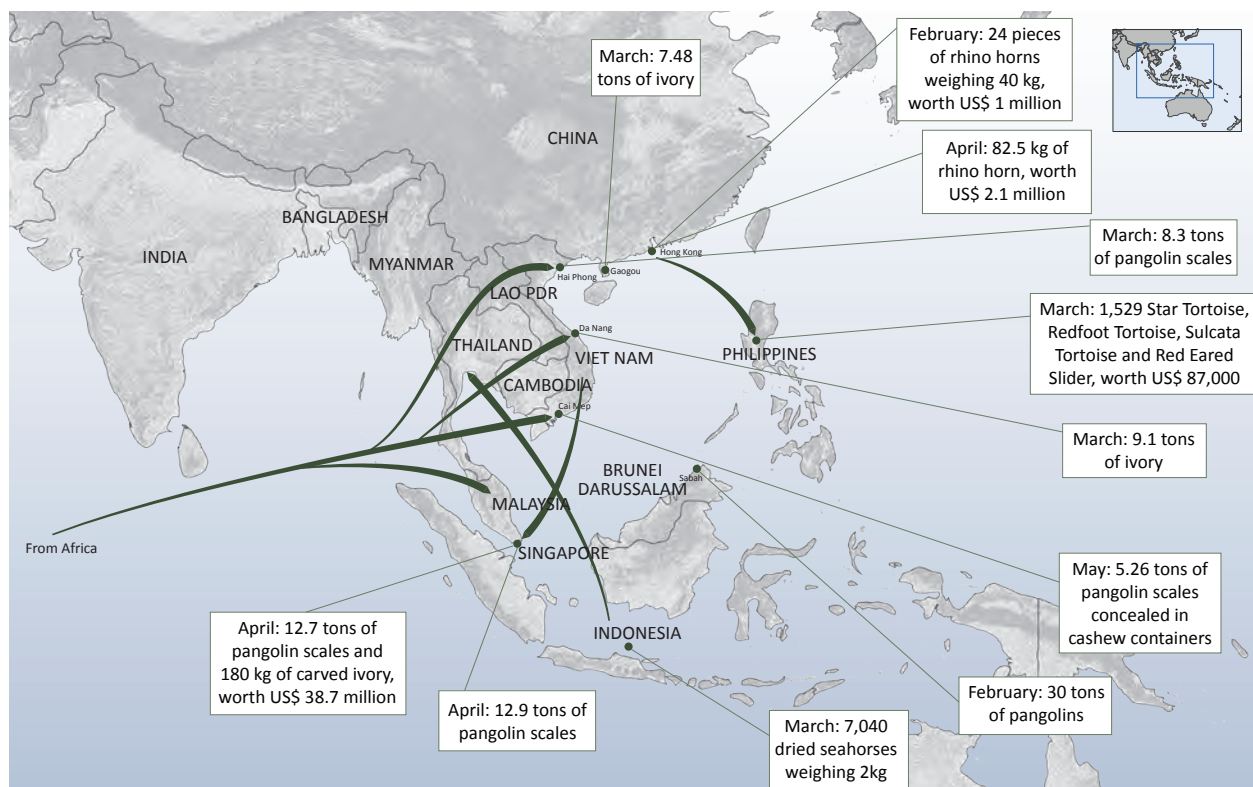 March: 7.48
tons of ivory
February: 24 pieces
of rhino horns
weighing 40 kg,
worth US$ 1 million
CHINA
April: 82.5 kg of
rhino horn, worth
US$ 2.1 million
BANGLADESH
INDIA
MYANMAR
Hong Kong
March: 8.3 tons
of pangolin scales
Hai Phong
Gaogou
LAO PDR
March: 1,529 Star Tortoise,
Redfoot Tortoise, Sulcata
Tortoise and Red Eared
Slider, worth US$ 87,000
Da Nang
THAILAND
VIET NAM
PHILIPPINES
CAMBODIA
Cai Mep
March: 9.1 tons
of ivory
BRUNEI
DARUSSALAM
Sabah
MALAYSIA
From Africa
SINGAPORE
May: 5.26 tons of
pangolin scales
concealed in
cashew containers
April: 12.7 tons of
pangolin scales and
180 kg of carved ivory,
worth US$ 38.7 million
INDONESIA
April: 12.9 tons of
pangolin scales
February: 30 tons
of pangolins
March: 7,040
dried seahorses
weighing 2kg